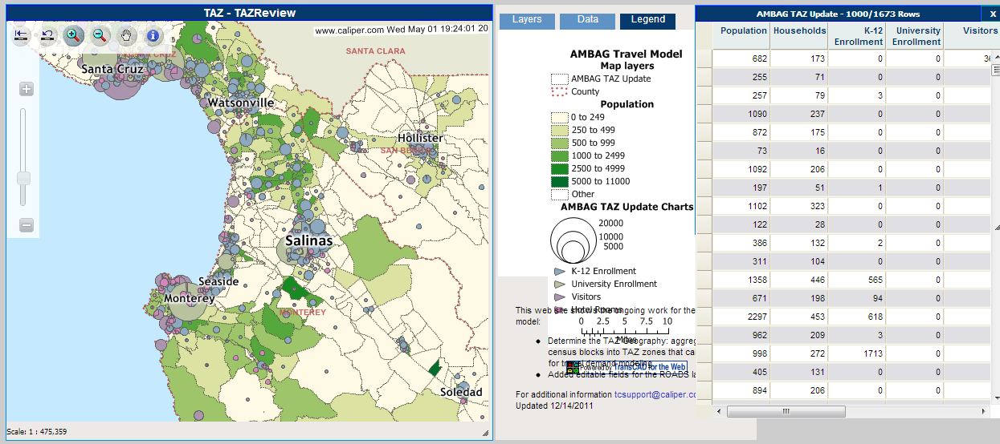 TAZ - TAZReview
www.caliper.com Wed May 01 19:24:01 20
SANTA CLARA
SANTA CRUZ
Santa Cruz
Watsonville
Hollister
SAN BENITO
Salinas
Seaside
Monterey
MONTEREY
Soledad
Scale: 1 : 475,359
Layers Data Legend
AMBAG Travel Model
Map layers
AMBAG TAZ Update
County
Population
0 to 249
250 to 499
500 to 999
1000 to 2499
2500 to 4999
5000 to 11000
Other
AMBAG TAZ Update Charts
20000
10000
5000
K-12 Enrollment
University Enrollment
Visitors
Hotel Rooms
This web site shows the ongoing work for the
model:
0 2.5 5 7.5 10
Miles
Determine the TAZ Geography: aggreg
census blocks into TAZ zones that ca
for travel demand modeling
Powered by TransCAD for the Web
Added editable fields for the ROADS la
For additional information tcsupport@caliper.co
Updated 12/14/2011
AMBAG TAZ Update - 1000/1673 Rows X
Population Households K-12 Enrollment University Enrollment Visitors
682 173 0 0 36
255 71 0 0
257 79 3 0
1090 237 0 0
872 175 0 0
73 16 0 0
1092 206 0 0
197 51 1 0
1102 323 0 0
122 28 0 0
386 132 2 0
311 104 0 0
1358 446 565 0
671 198 94 0
2297 453 618 0
962 209 3 0
998 272 1713 0
405 131 0 0
894 206 0 0